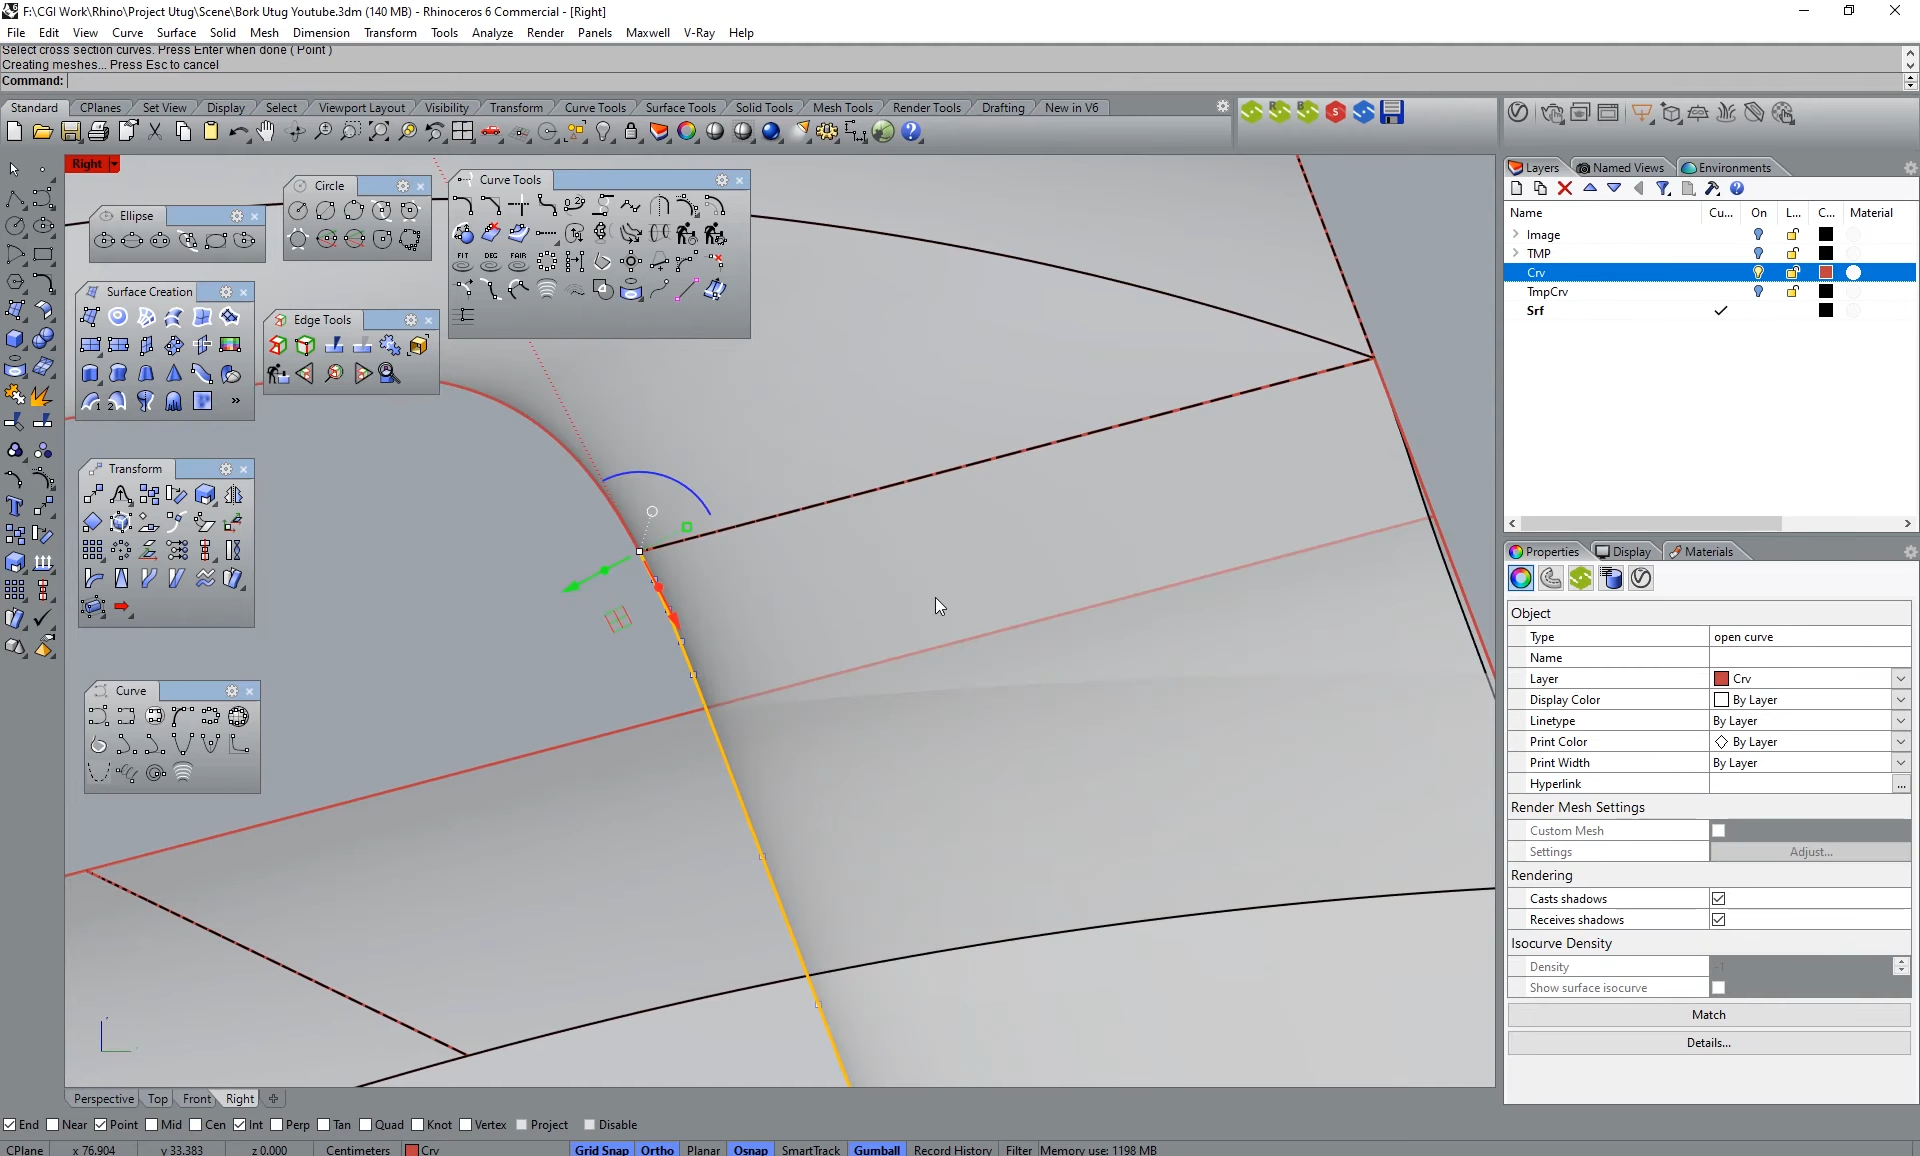 F:\CGI Work\Rhino\Project Utug\Scene\Bork Utug Youtube.3dm (140 MB) - Rhinoceros 6 Commercial - [Right]
File Edit View Curve Surface Solid Mesh Dimension Transform Tools Analyze Render Panels Maxwell V-Ray Help
Select cross section curves. Press Enter when done ( Point )
Creating meshes... Press Esc to cancel
Command:
Standard CPlanes Set View Display Select Viewport Layout Visibility Transform Curve Tools Surface Tools Solid Tools Mesh Tools Render Tools Drafting New in V6
Right
Ellipse
Circle
Curve Tools
FIT DEG FAIR
Surface Creation
1 2 »
Edge Tools
Transform
Curve
Layers Named Views Environments
Name Cu... On L... C... Material
Image
TMP
Crv
TmpCrv
Srf
Properties Display Materials
Object
Type open curve
Name
Layer Crv
Display Color By Layer
Linetype By Layer
Print Color By Layer
Print Width By Layer
Hyperlink ...
Render Mesh Settings
Custom Mesh
Settings Adjust...
Rendering
Casts shadows
Receives shadows
Isocurve Density
Density -1
Show surface isocurve
Match
Details...
Perspective Top Front Right
End Near Point Mid Cen Int Perp Tan Quad Knot Vertex Project Disable
CPlane x 76.904 y 33.383 z 0.000 Centimeters Crv Grid Snap Ortho Planar Osnap SmartTrack Gumball Record History Filter Memory use: 1198 MB